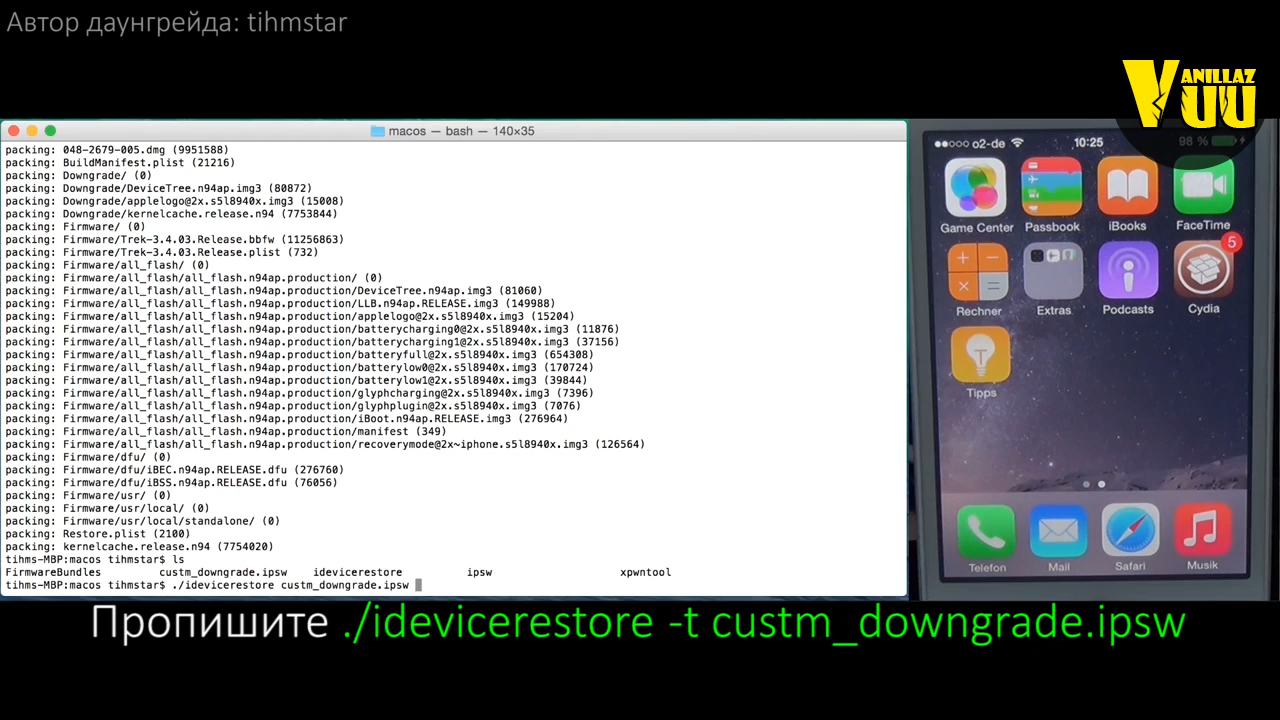 Автор даунгрейда: tihmstar
VANILLAZ
VUU
macos — bash — 140×35
packing: 048-2679-005.dmg (9951588)
packing: BuildManifest.plist (21216)
packing: Downgrade/ (0)
packing: Downgrade/DeviceTree.n94ap.img3 (80872)
packing: Downgrade/applelogo@2x.s5l8940x.img3 (15008)
packing: Downgrade/kernelcache.release.n94 (7753844)
packing: Firmware/ (0)
packing: Firmware/Trek-3.4.03.Release.bbfw (11256863)
packing: Firmware/Trek-3.4.03.Release.plist (732)
packing: Firmware/all_flash/ (0)
packing: Firmware/all_flash/all_flash.n94ap.production/ (0)
packing: Firmware/all_flash/all_flash.n94ap.production/DeviceTree.n94ap.img3 (81060)
packing: Firmware/all_flash/all_flash.n94ap.production/LLB.n94ap.RELEASE.img3 (149988)
packing: Firmware/all_flash/all_flash.n94ap.production/applelogo@2x.s5l8940x.img3 (15204)
packing: Firmware/all_flash/all_flash.n94ap.production/batterycharging0@2x.s5l8940x.img3 (11876)
packing: Firmware/all_flash/all_flash.n94ap.production/batterycharging1@2x.s5l8940x.img3 (37156)
packing: Firmware/all_flash/all_flash.n94ap.production/batteryfull@2x.s5l8940x.img3 (654308)
packing: Firmware/all_flash/all_flash.n94ap.production/batterylow0@2x.s5l8940x.img3 (170724)
packing: Firmware/all_flash/all_flash.n94ap.production/batterylow1@2x.s5l8940x.img3 (39844)
packing: Firmware/all_flash/all_flash.n94ap.production/glyphcharging@2x.s5l8940x.img3 (7396)
packing: Firmware/all_flash/all_flash.n94ap.production/glyphplugin@2x.s5l8940x.img3 (7076)
packing: Firmware/all_flash/all_flash.n94ap.production/iBoot.n94ap.RELEASE.img3 (276964)
packing: Firmware/all_flash/all_flash.n94ap.production/manifest (349)
packing: Firmware/all_flash/all_flash.n94ap.production/recoverymode@2x~iphone.s5l8940x.img3 (126564)
packing: Firmware/dfu/ (0)
packing: Firmware/dfu/iBEC.n94ap.RELEASE.dfu (276760)
packing: Firmware/dfu/iBSS.n94ap.RELEASE.dfu (76056)
packing: Firmware/usr/ (0)
packing: Firmware/usr/local/ (0)
packing: Firmware/usr/local/standalone/ (0)
packing: Restore.plist (2100)
packing: kernelcache.release.n94 (7754020)
tihms-MBP:macos tihmstar$ ls
FirmwareBundles custm_downgrade.ipsw idevicerestore ipsw xpwntool
tihms-MBP:macos tihmstar$ ./idevicerestore custm_downgrade.ipsw
o2-de 10:25 98 %
Game Center Passbook iBooks FaceTime
5
Rechner Extras Podcasts Cydia
Tipps
Telefon Mail Safari Musik
Пропишите ./idevicerestore -t custm_downgrade.ipsw